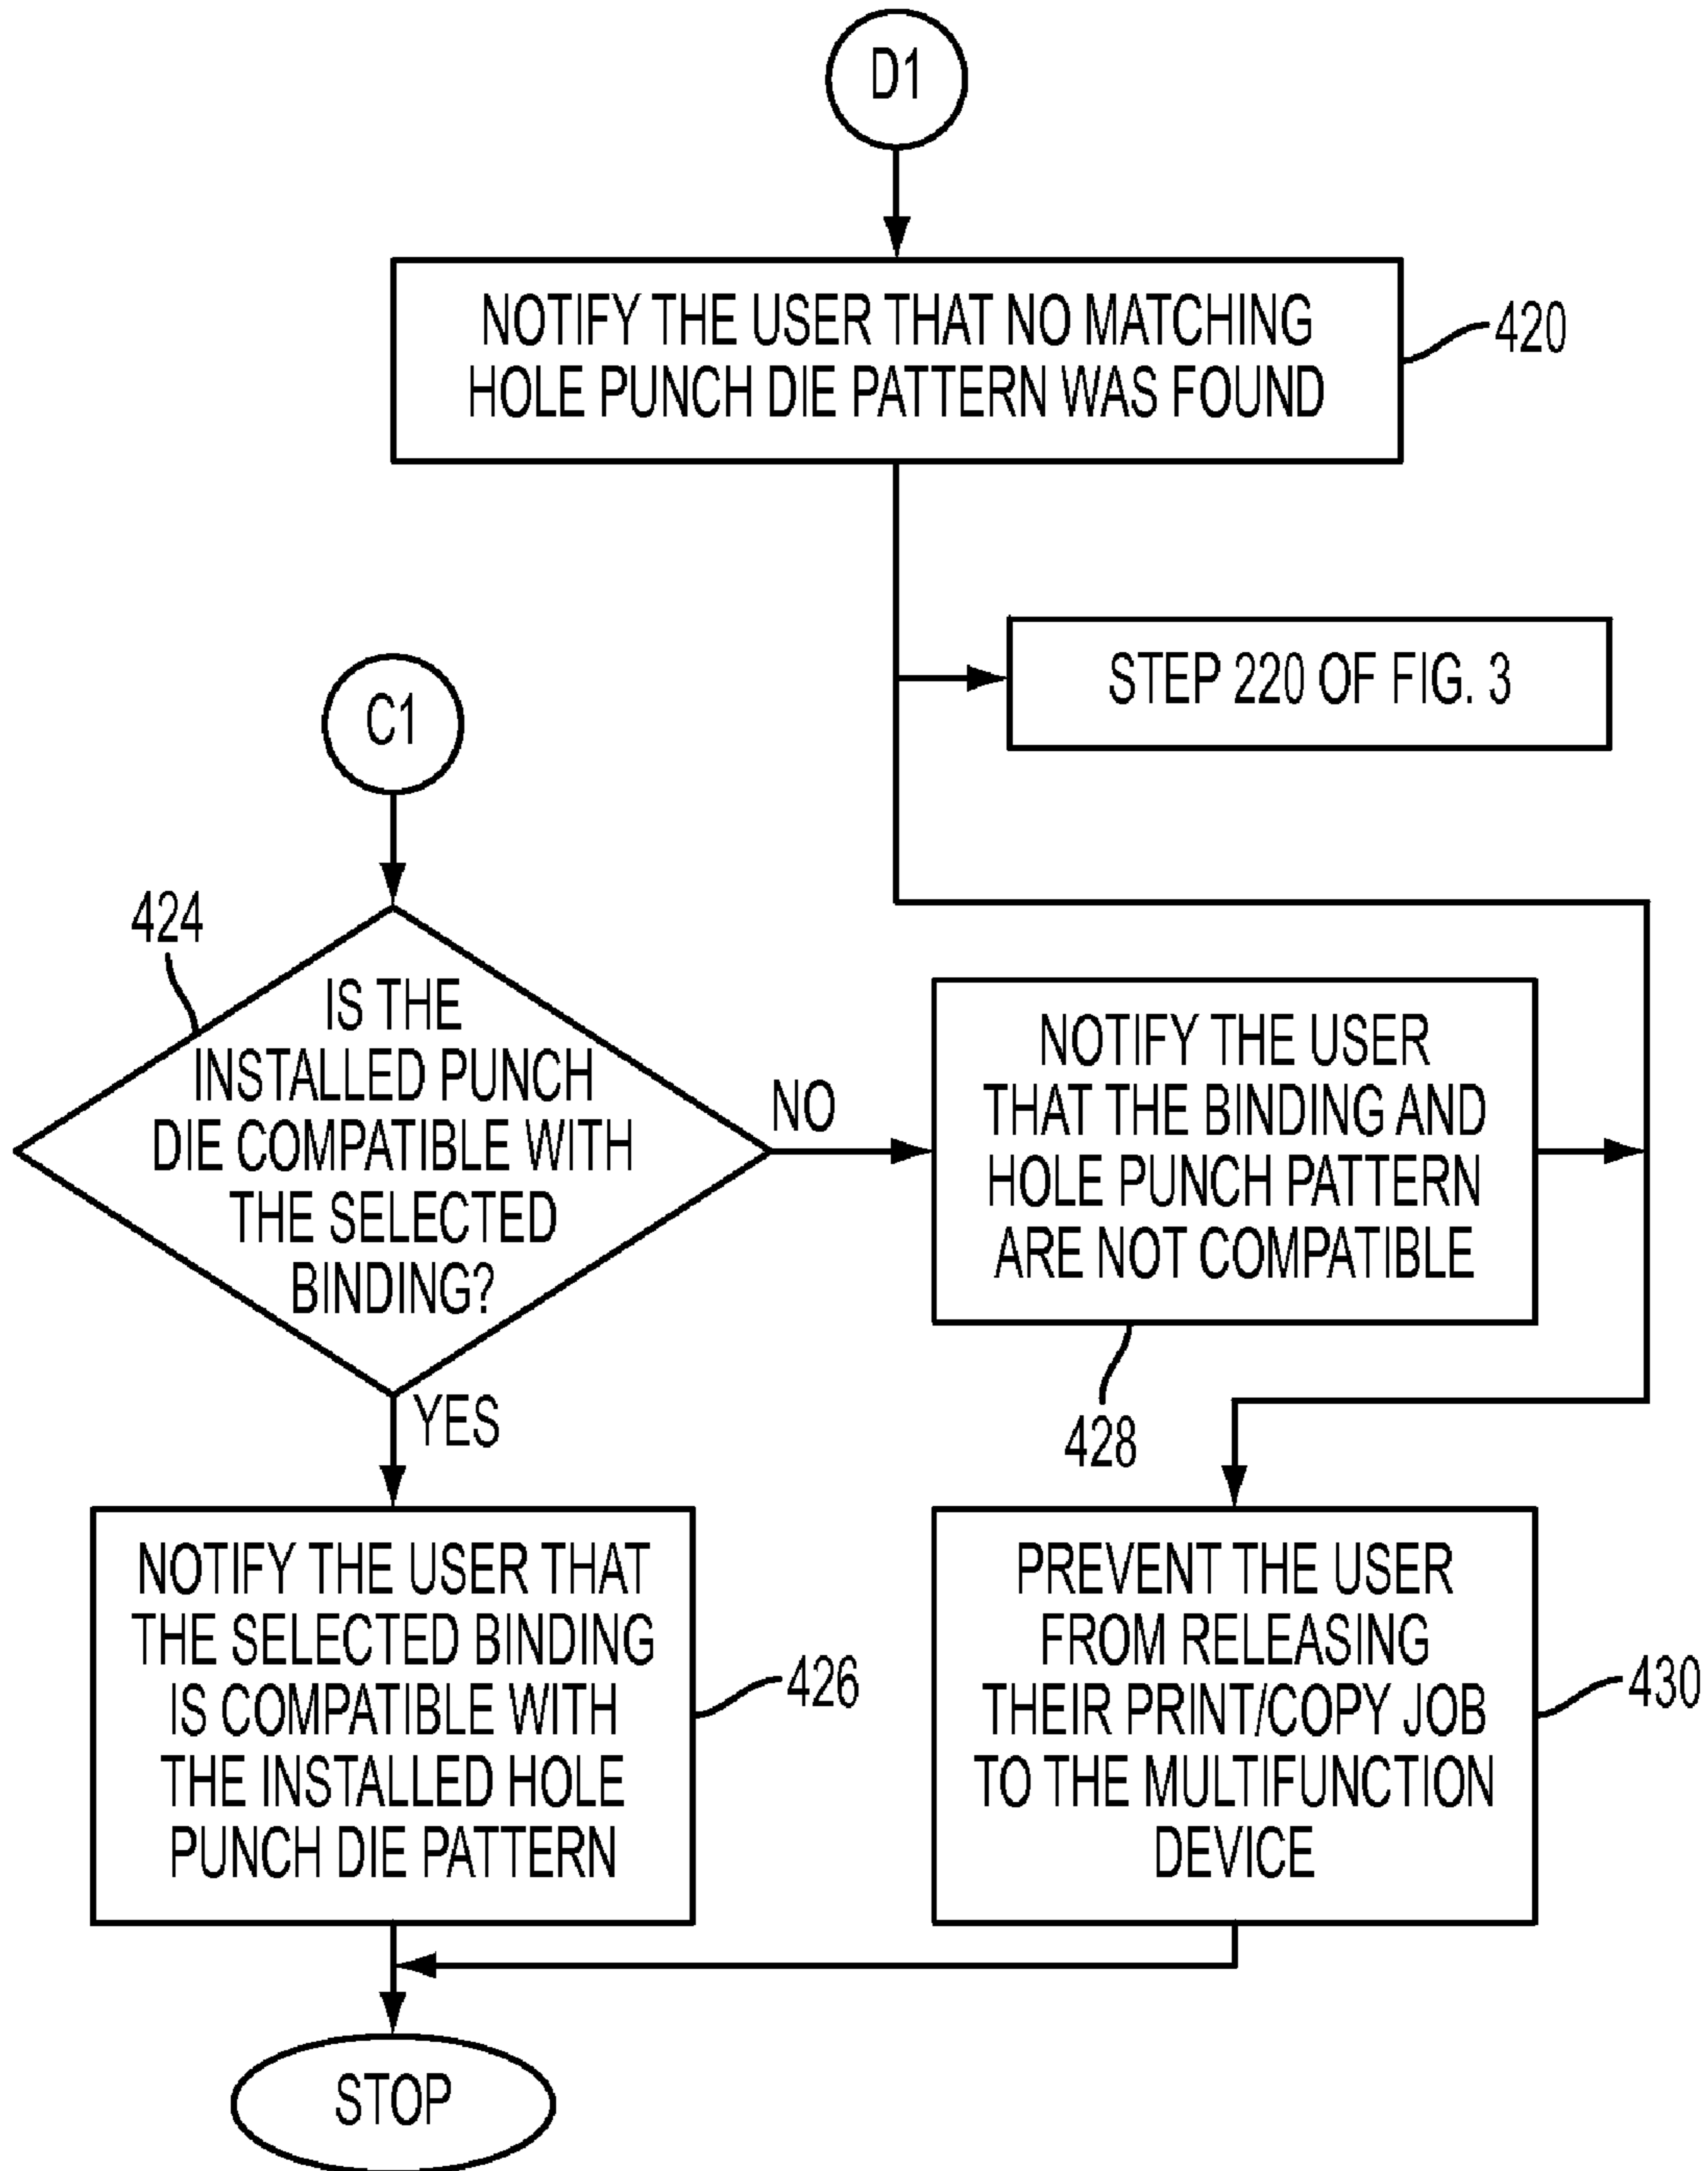 D1
NOTIFY THE USER THAT NO MATCHING
HOLE PUNCH DIE PATTERN WAS FOUND
420
STEP 220 OF FIG. 3
C1
424
IS THE
INSTALLED PUNCH
DIE COMPATIBLE WITH
THE SELECTED
BINDING?
NO
NOTIFY THE USER
THAT THE BINDING AND
HOLE PUNCH PATTERN
ARE NOT COMPATIBLE
428
YES
NOTIFY THE USER THAT
THE SELECTED BINDING
IS COMPATIBLE WITH
THE INSTALLED HOLE
PUNCH DIE PATTERN
426
PREVENT THE USER
FROM RELEASING
THEIR PRINT/COPY JOB
TO THE MULTIFUNCTION
DEVICE
430
STOP